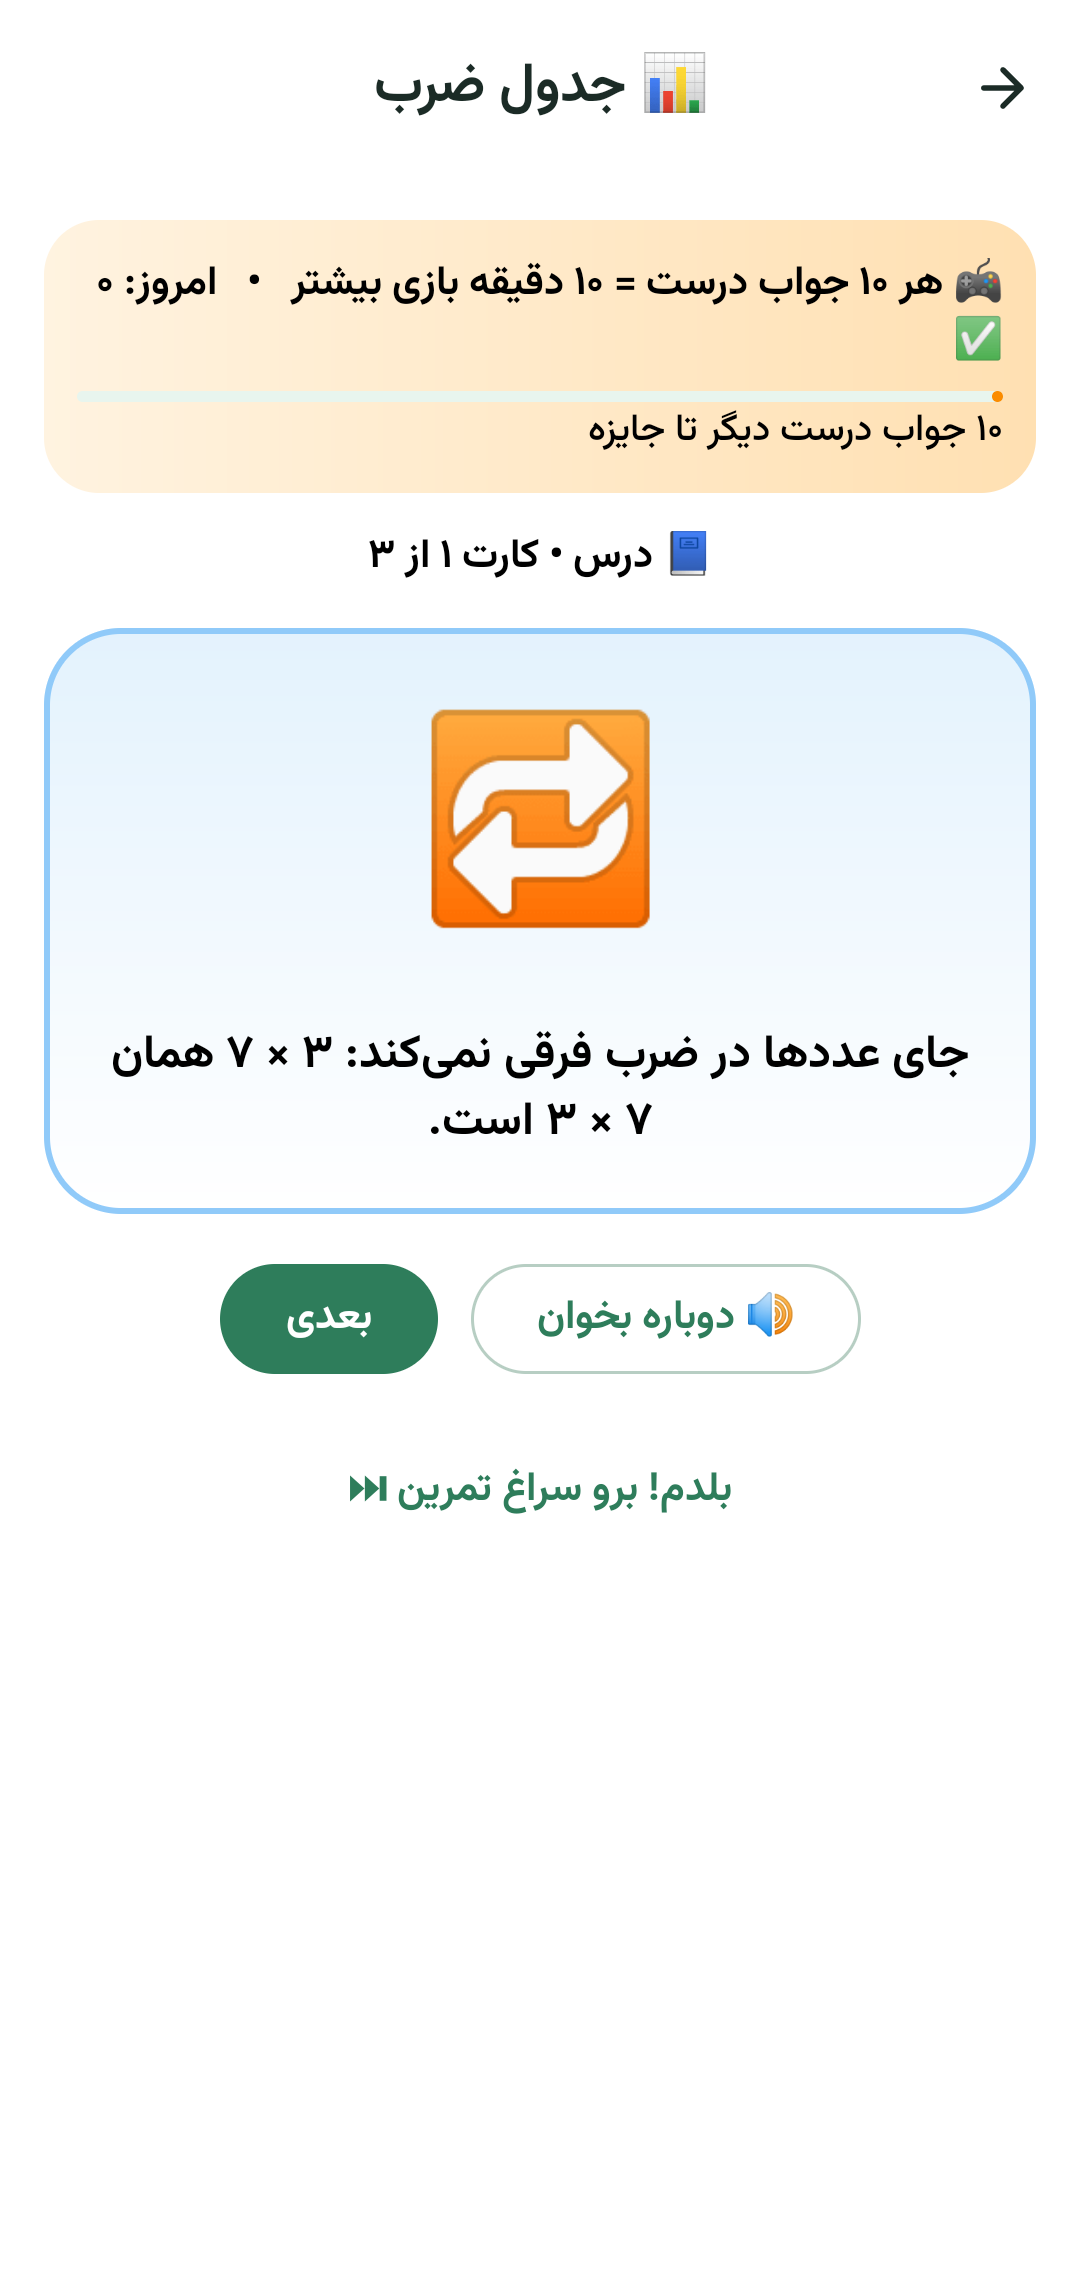 📊 جدول ضرب
🎮 هر ۱۰ جواب درست = ۱۰ دقیقه بازی بیشتر • امروز: ۰
✅
۱۰ جواب درست دیگر تا جایزه
📘 درس • کارت ۱ از ۳
جای عددها در ضرب فرقی نمی‌کند: ۳ × ۷ همان
۷ × ۳ است.
🔊 دوباره بخوان
بعدی
بلدم! برو سراغ تمرین ⏭